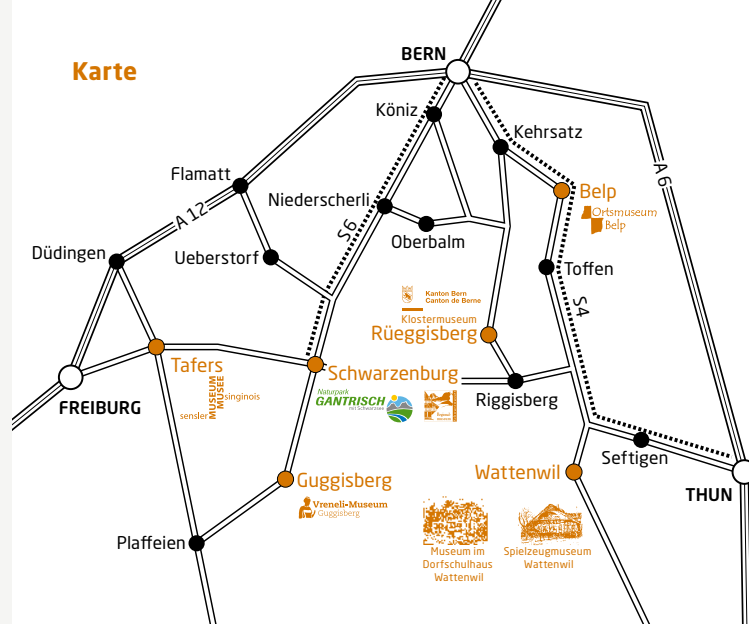 Karte
BERN
Köniz
Kehrsatz
Flamatt
A 12
A 6
Niederscherli
S6
Belp
Ortsmuseum
Belp
Oberbalm
Düdingen
Ueberstorf
Toffen
S4
Kanton Bern
Canton de Berne
Klostermuseum
Rüeggisberg
Tafers
MUSEUM
MUSEE
singinois
sensler
FREIBURG
Schwarzenburg
Naturpark
GANTRISCH
mit Schwarzsee
Riggisberg
Seftigen
THUN
Guggisberg
Vreneli-Museum
Guggisberg
Wattenwil
Plaffeien
Museum im
Dorfschulhaus
Wattenwil
Spielzeugmuseum
Wattenwil